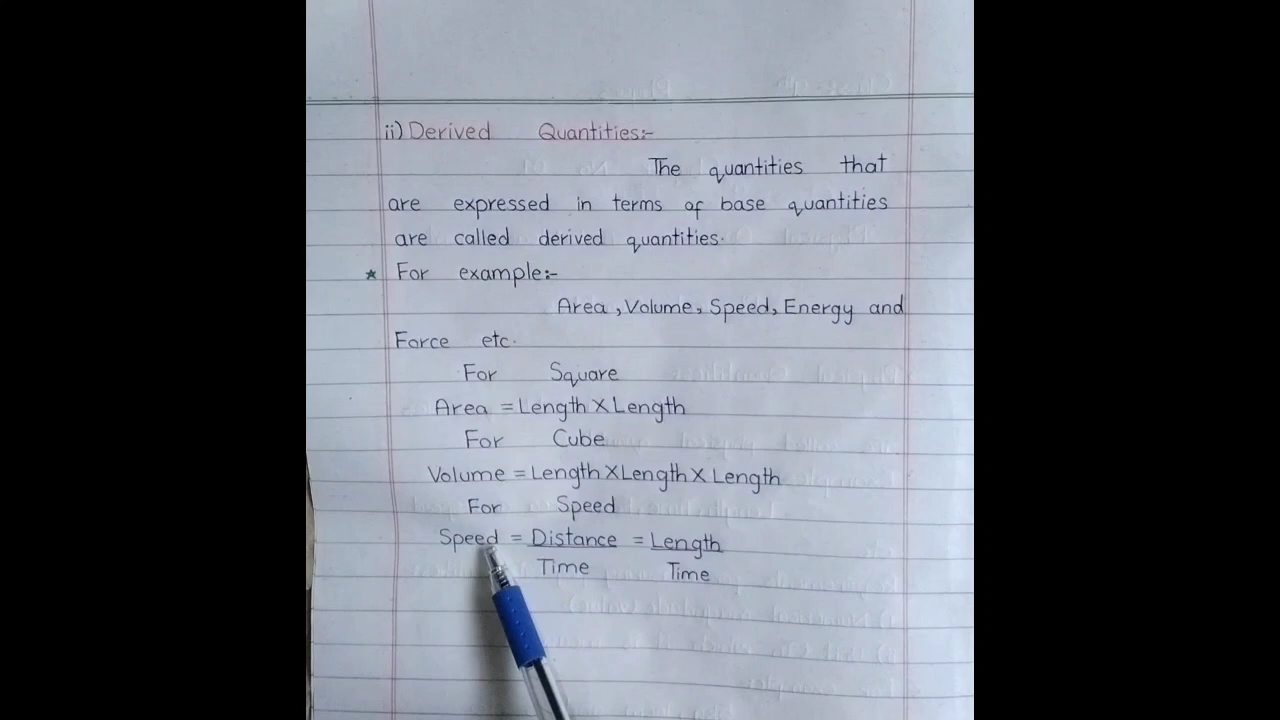 ii) Derived Quantities:-
The quantities that
are expressed in terms of base quantities
are called derived quantities.
* For example:-
Area, Volume, Speed, Energy and
Force etc.
For Square
Area = Length X Length
For Cube
Volume = Length X Length X Length
For Speed
Speed = Distance = Length
Time Time